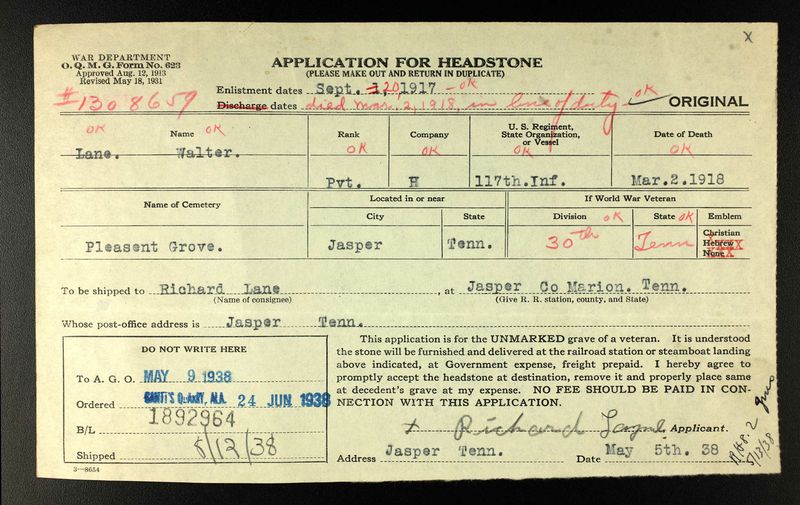 X
WAR DEPARTMENT
O. Q. M. G. Form No. 623
Approved Aug. 12, 1913
Revised May 18, 1931
APPLICATION FOR HEADSTONE
(PLEASE MAKE OUT AND RETURN IN DUPLICATE)
Enlistment dates Sept. 1, 20, 1917 - OK
#1308659
Discharge dates died Mar. 2, 1918, in line of duty OK ORIGINAL
OK Name OK Rank Company U. S. Regiment, State Organization, or Vessel Date of Death
OK OK OK OK
Lane. Walter. Pvt. H 117th.Inf. Mar.2.1918
Name of Cemetery Located in or near If World War Veteran
City State Division OK State OK Emblem
Pleasent Grove. Jasper Tenn. 30th Tenn Christian
Hebrew
None
To be shipped to Richard Lane, at Jasper Co Marion. Tenn.
(Name of consignee) (Give R. R. station, county, and State)
Whose post-office address is Jasper Tenn.
DO NOT WRITE HERE
To A. G. O. MAY 9 1938
Ordered QUARRY, ALA. 24 JUN 1938
1892964
B/L
Shipped 8/12/38
3-8654
This application is for the UNMARKED grave of a veteran. It is understood
the stone will be furnished and delivered at the railroad station or steamboat landing
above indicated, at Government expense, freight prepaid. I hereby agree to
promptly accept the headstone at destination, remove it and properly place same
at decedent's grave at my expense. NO FEE SHOULD BE PAID IN CON-
NECTION WITH THIS APPLICATION.
x Richard Layne Applicant.
Address Jasper Tenn. Date May 5th. 38
5/13/38